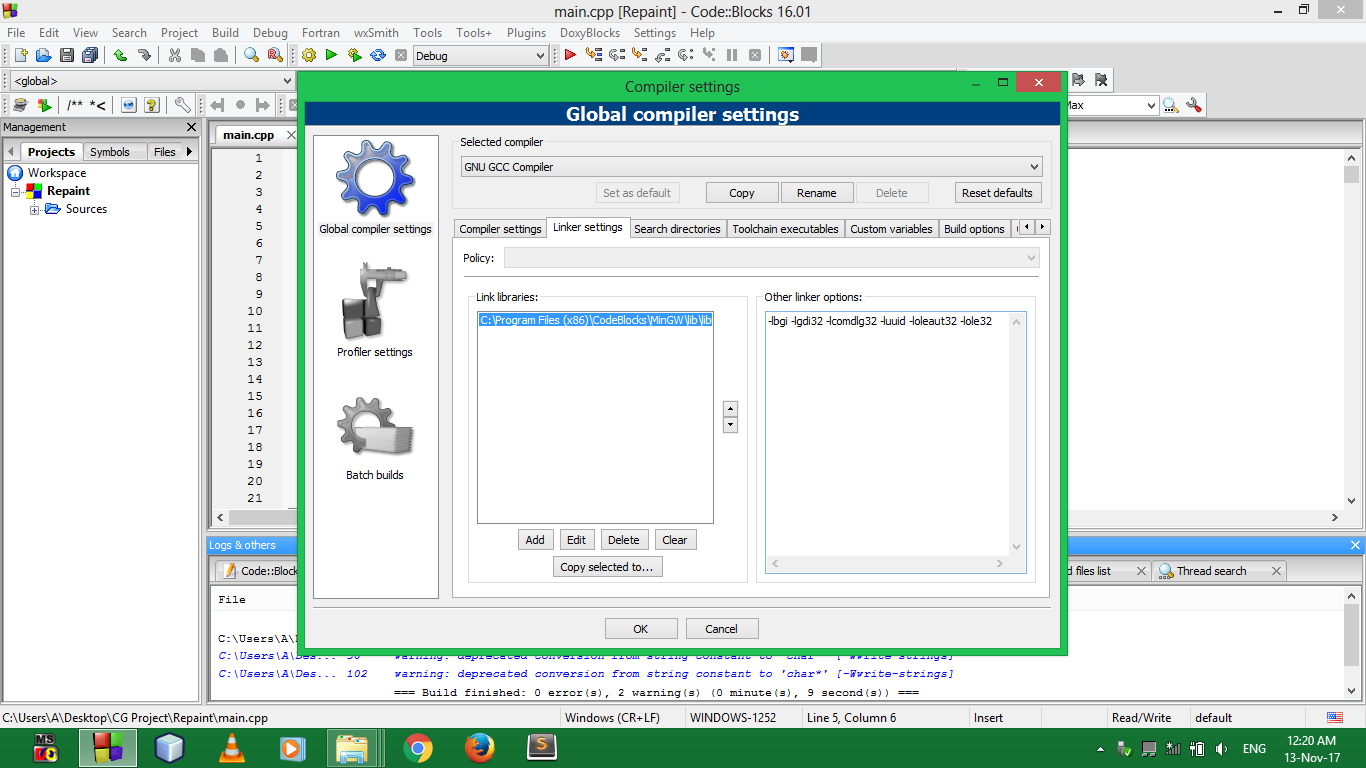 main.cpp [Repaint] - Code::Blocks 16.01
File Edit View Search Project Build Debug Fortran wxSmith Tools Tools+ Plugins DoxyBlocks Settings Help
Debug
<global>
/** *<
Management
Projects Symbols Files
Workspace
Repaint
Sources
main.cpp
1
2
3
4
5
6
7
8
9
10
11
12
13
14
15
16
17
18
19
20
21
Compiler settings
Global compiler settings
Global compiler settings
Profiler settings
Batch builds
Selected compiler
GNU GCC Compiler
Set as default Copy Rename Delete Reset defaults
Compiler settings Linker settings Search directories Toolchain executables Custom variables Build options
Policy:
Link libraries:
C:\Program Files (x86)\CodeBlocks\MinGW\lib\lib
Add Edit Delete Clear
Copy selected to...
Other linker options:
-lbgi -lgdi32 -lcomdlg32 -luuid -loleaut32 -lole32
OK Cancel
Logs & others
Code::Block
d files list Thread search
File
C:\Users\A\
C:\Users\A\Des... warning: deprecated conversion from string constant to 'char*' [-Wwrite-strings]
C:\Users\A\Des... 102 warning: deprecated conversion from string constant to 'char*' [-Wwrite-strings]
=== Build finished: 0 error(s), 2 warning(s) (0 minute(s), 9 second(s)) ===
C:\Users\A\Desktop\CG Project\Repaint\main.cpp Windows (CR+LF) WINDOWS-1252 Line 5, Column 6 Insert Read/Write default
MS
S
ENG
12:20 AM
13-Nov-17